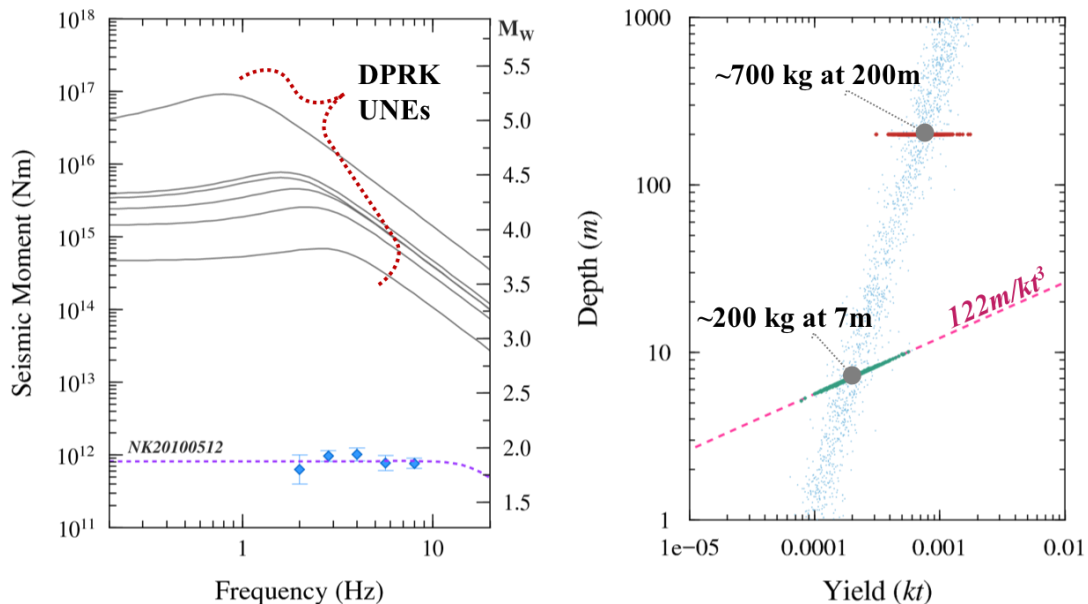 10^18
10^17
10^16
10^15
10^14
10^13
10^12
10^11
Seismic Moment (Nm)
1
10
Frequency (Hz)
M_W
5.5
5.0
4.5
4.0
3.5
3.0
2.5
2.0
1.5
DPRK
UNEs
NK20100512
1000
100
10
1
Depth (m)
1e-05
0.0001
0.001
0.01
Yield (kt)
~700 kg at 200m
~200 kg at 7m
122m/kt^3